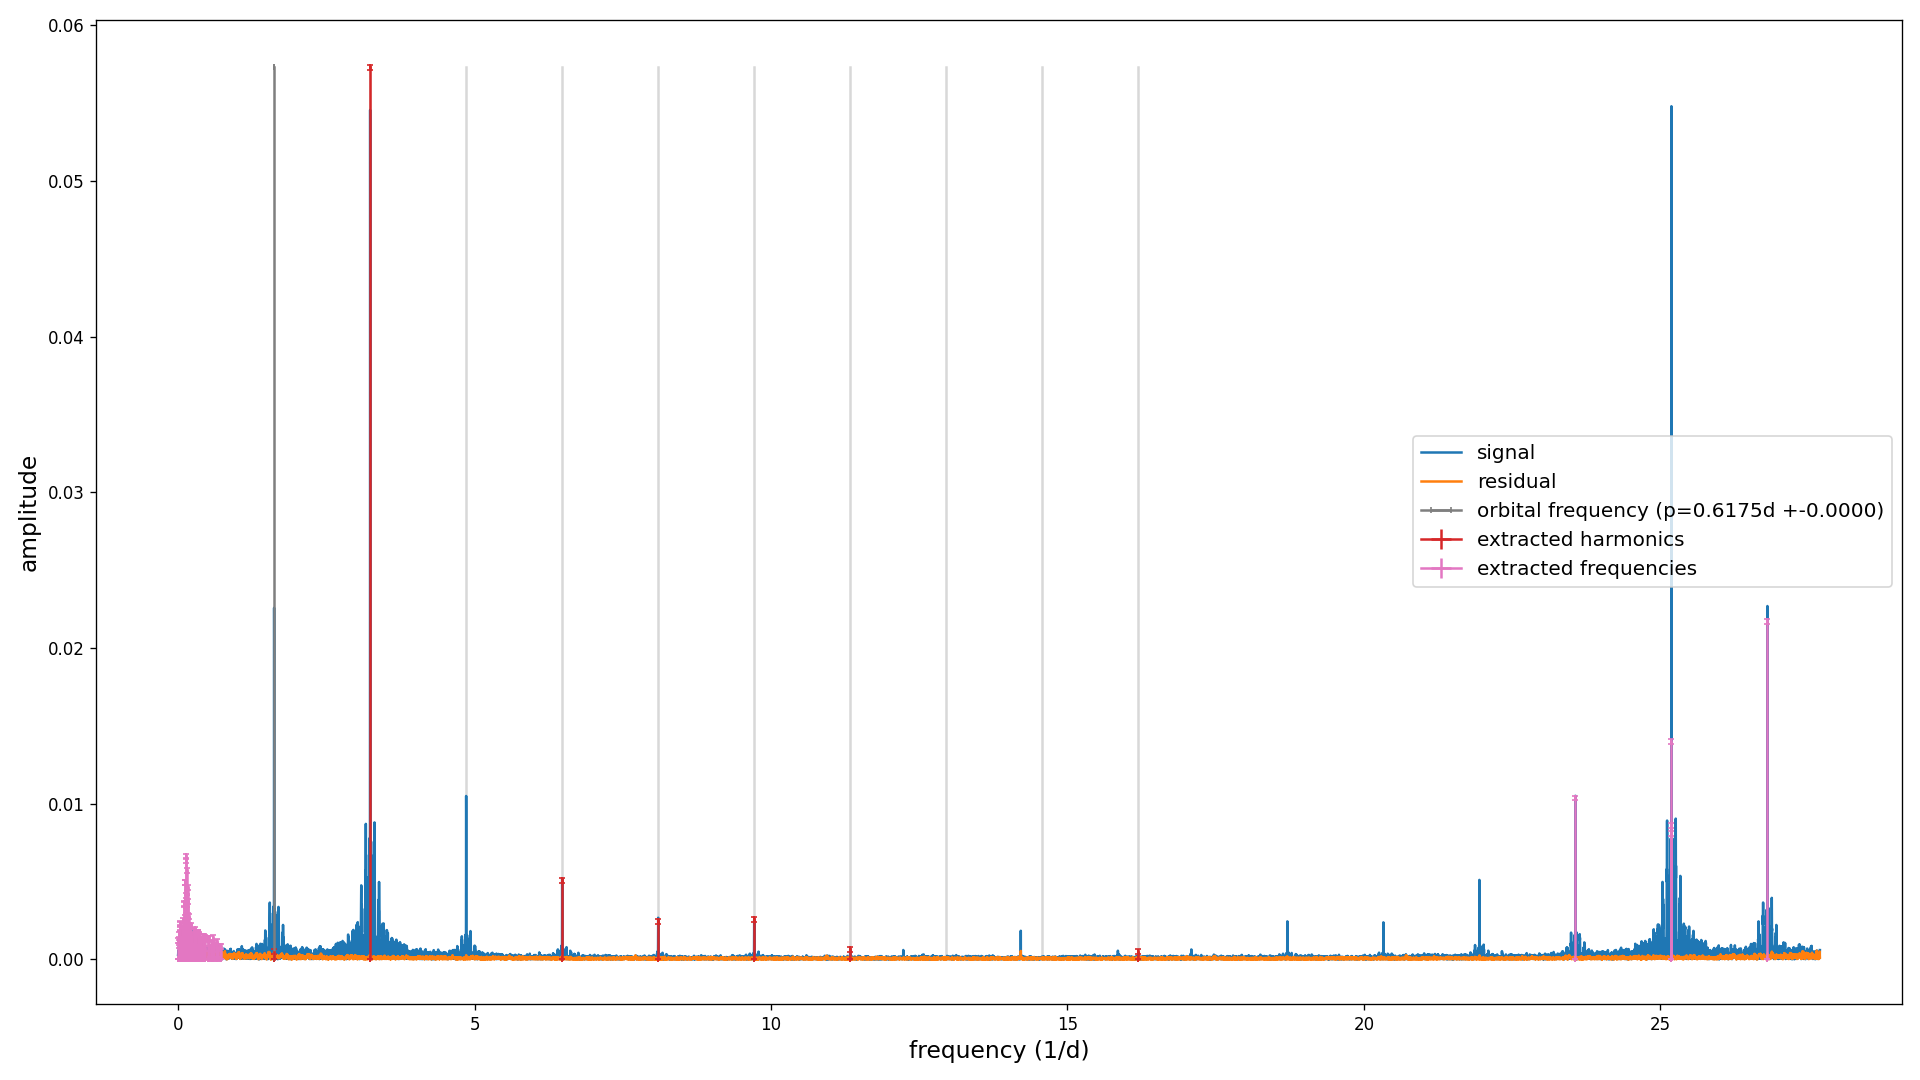 0.06
0.05
0.04
0.03
0.02
0.01
0.00
amplitude
signal
residual
orbital frequency (p=0.6175d +-0.0000)
extracted harmonics
extracted frequencies
0 5 10 15 20 25
frequency (1/d)